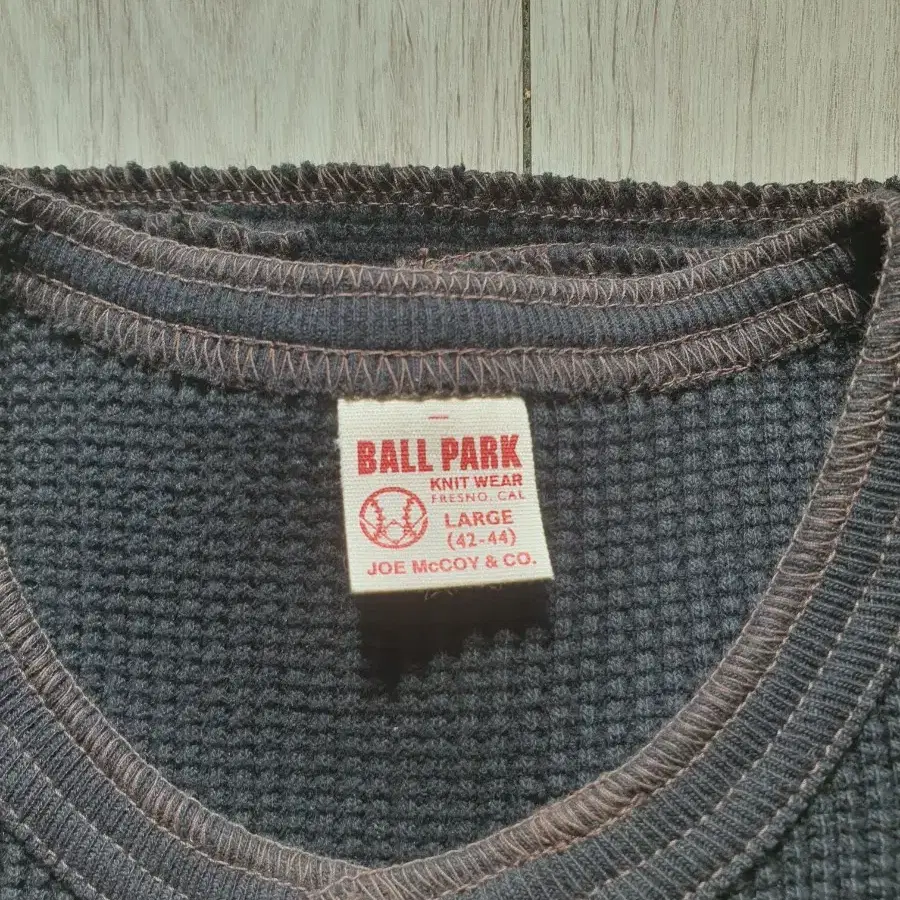 BALL PARK
KNIT WEAR
FRESNO, CAL
LARGE
(42-44)
JOE McCOY & CO.